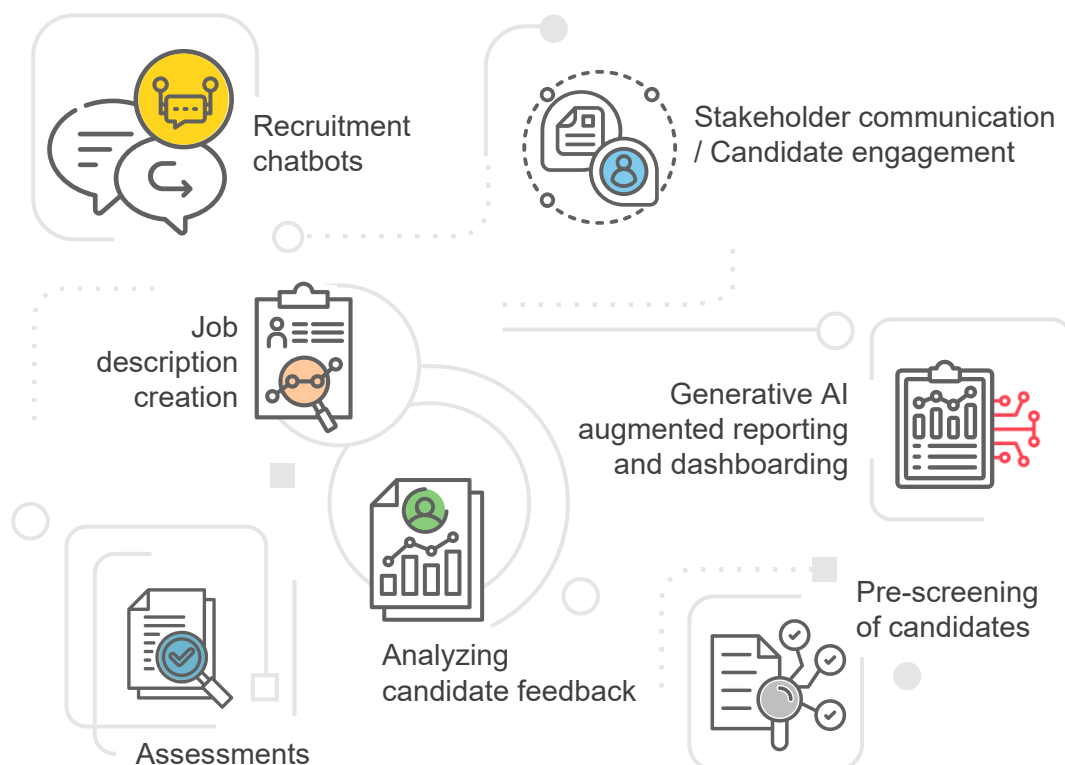 Recruitment
chatbots
Stakeholder communication
/ Candidate engagement
Job
description
creation
Generative AI
augmented reporting
and dashboarding
Pre-screening
of candidates
Analyzing
candidate feedback
Assessments